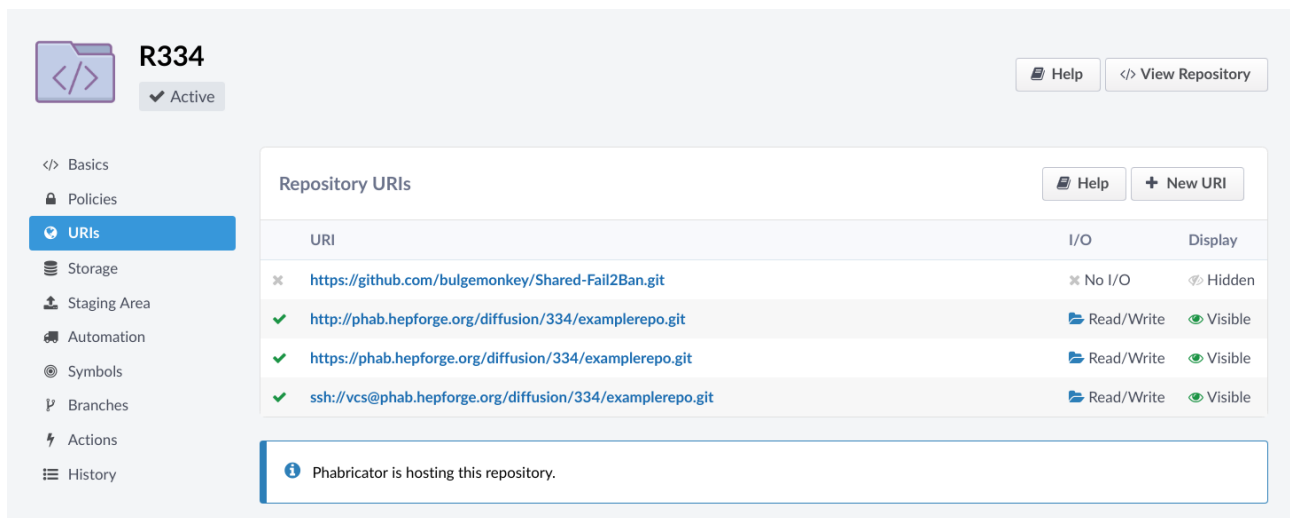 R334
Active
Help
</> View Repository
</> Basics
Policies
URIs
Storage
Staging Area
Automation
Symbols
Branches
Actions
History
Repository URIs
Help
+ New URI
URI I/O Display
https://github.com/bulgemonkey/Shared-Fail2Ban.git No I/O Hidden
http://phab.hepforge.org/diffusion/334/examplerepo.git Read/Write Visible
https://phab.hepforge.org/diffusion/334/examplerepo.git Read/Write Visible
ssh://vcs@phab.hepforge.org/diffusion/334/examplerepo.git Read/Write Visible
Phabricator is hosting this repository.